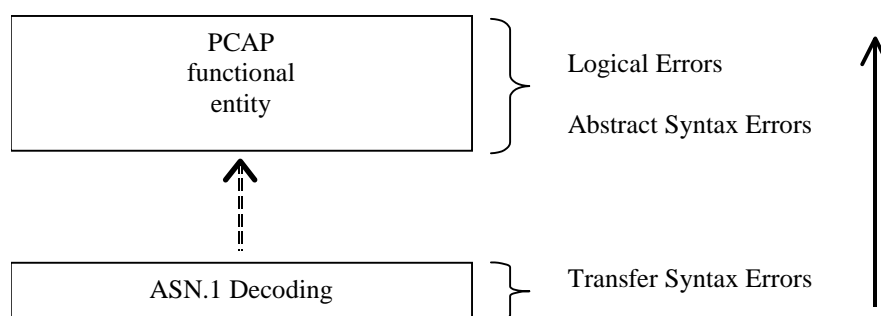 PCAP
functional
entity
Logical Errors
Abstract Syntax Errors
ASN.1 Decoding
Transfer Syntax Errors